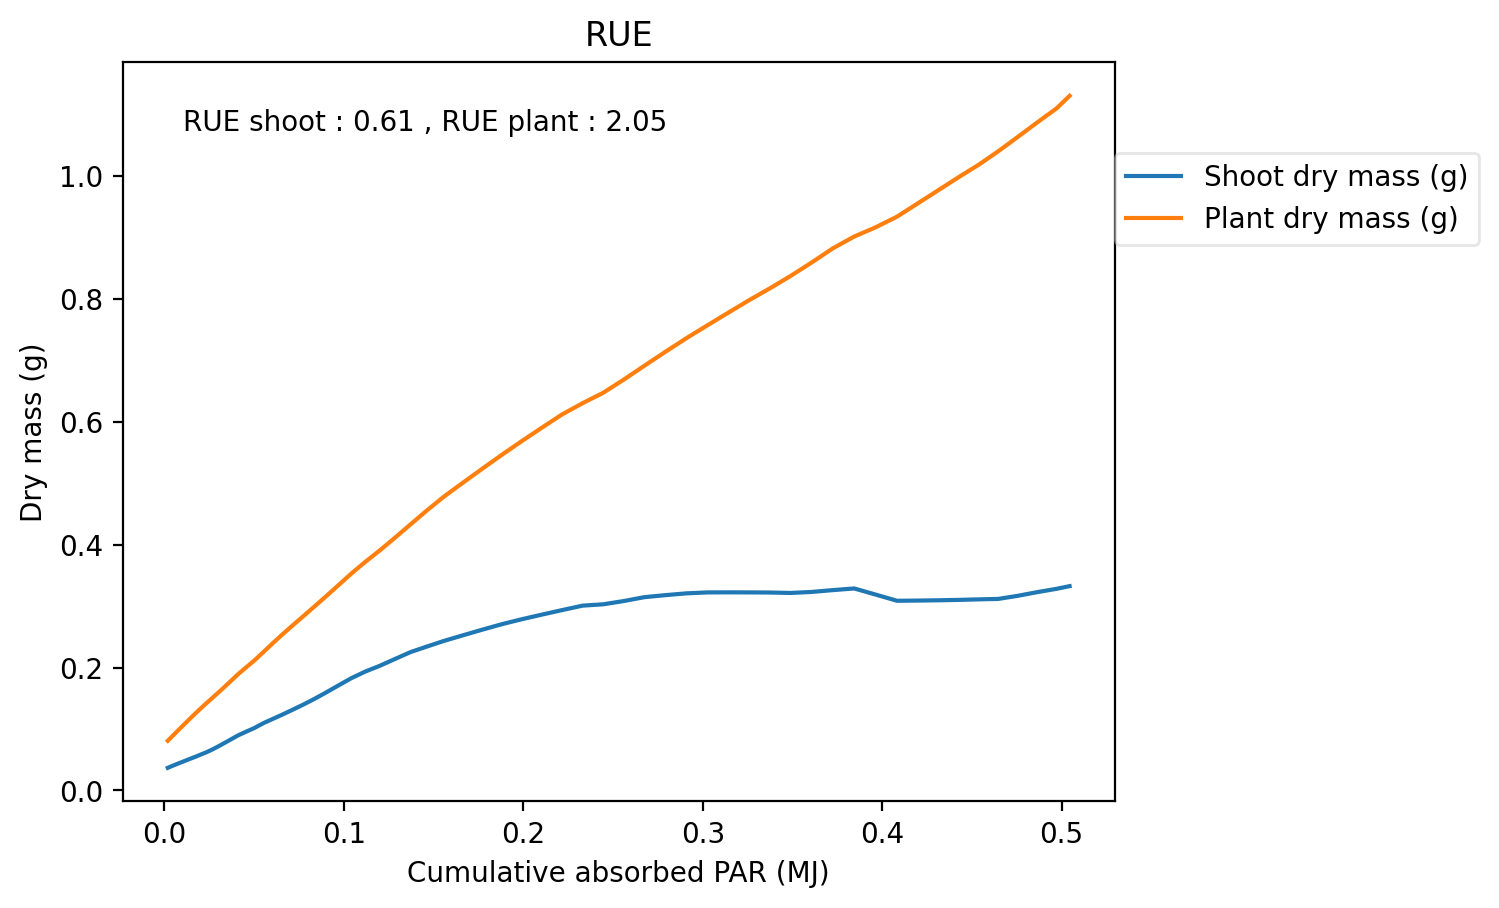 RUE
RUE shoot : 0.61 , RUE plant : 2.05
Shoot dry mass (g)
Plant dry mass (g)
Dry mass (g)
1.0
0.8
0.6
0.4
0.2
0.0
0.0 0.1 0.2 0.3 0.4 0.5
Cumulative absorbed PAR (MJ)